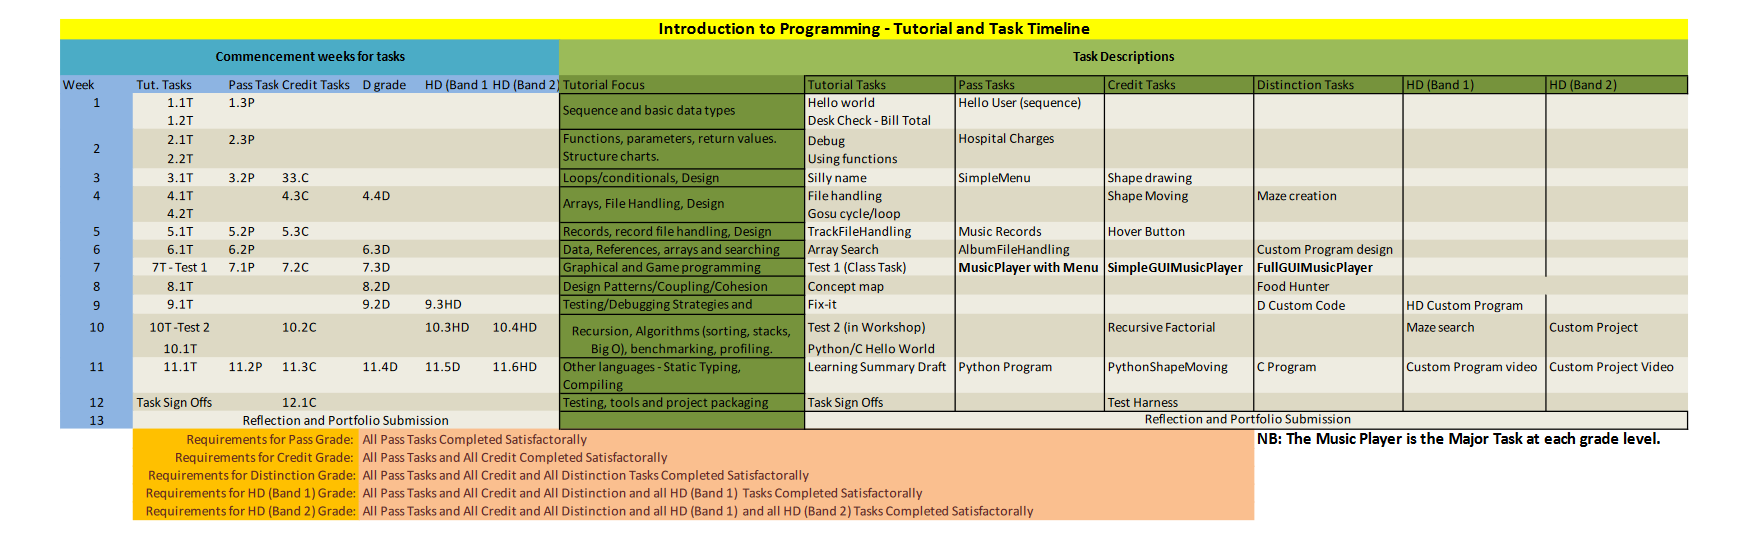 Introduction to Programming - Tutorial and Task Timeline
Commencement weeks for tasks Task Descriptions
Week Tut. Tasks Pass Task Credit Tasks D grade HD (Band 1 HD (Band 2) Tutorial Focus Tutorial Tasks Pass Tasks Credit Tasks Distinction Tasks HD (Band 1) HD (Band 2)
1 1.1T 1.3P Sequence and basic data types Hello world Hello User (sequence)
1.2T Desk Check - Bill Total
2 2.1T 2.3P Functions, parameters, return values. Debug Hospital Charges
2.2T Structure charts. Using functions
3 3.1T 3.2P 33.C Loops/conditionals, Design Silly name SimpleMenu Shape drawing
4 4.1T 4.3C 4.4D Arrays, File Handling, Design File handling Shape Moving Maze creation
4.2T Gosu cycle/loop
5 5.1T 5.2P 5.3C Records, record file handling, Design TrackFileHandling Music Records Hover Button
6 6.1T 6.2P 6.3D Data, References, arrays and searching Array Search AlbumFileHandling Custom Program design
7 7T - Test 1 7.1P 7.2C 7.3D Graphical and Game programming Test 1 (Class Task) MusicPlayer with Menu SimpleGUIMusicPlayer FullGUIMusicPlayer
8 8.1T 8.2D Design Patterns/Coupling/Cohesion Concept map Food Hunter
9 9.1T 9.2D 9.3HD Testing/Debugging Strategies and Fix-it D Custom Code HD Custom Program
10 10T -Test 2 10.2C 10.3HD 10.4HD Recursion, Algorithms (sorting, stacks, Test 2 (in Workshop) Recursive Factorial Maze search Custom Project
10.1T Big O), benchmarking, profiling. Python/C Hello World
11 11.1T 11.2P 11.3C 11.4D 11.5D 11.6HD Other languages - Static Typing, Learning Summary Draft Python Program PythonShapeMoving C Program Custom Program video Custom Project Video
Compiling
12 Task Sign Offs 12.1C Testing, tools and project packaging Task Sign Offs Test Harness
13 Reflection and Portfolio Submission Reflection and Portfolio Submission
Requirements for Pass Grade: All Pass Tasks Completed Satisfactorally NB: The Music Player is the Major Task at each grade level.
Requirements for Credit Grade: All Pass Tasks and All Credit Completed Satisfactorally
Requirements for Distinction Grade: All Pass Tasks and All Credit and All Distinction Tasks Completed Satisfactorally
Requirements for HD (Band 1) Grade: All Pass Tasks and All Credit and All Distinction and all HD (Band 1) Tasks Completed Satisfactorally
Requirements for HD (Band 2) Grade: All Pass Tasks and All Credit and All Distinction and all HD (Band 1) and all HD (Band 2) Tasks Completed Satisfactorally